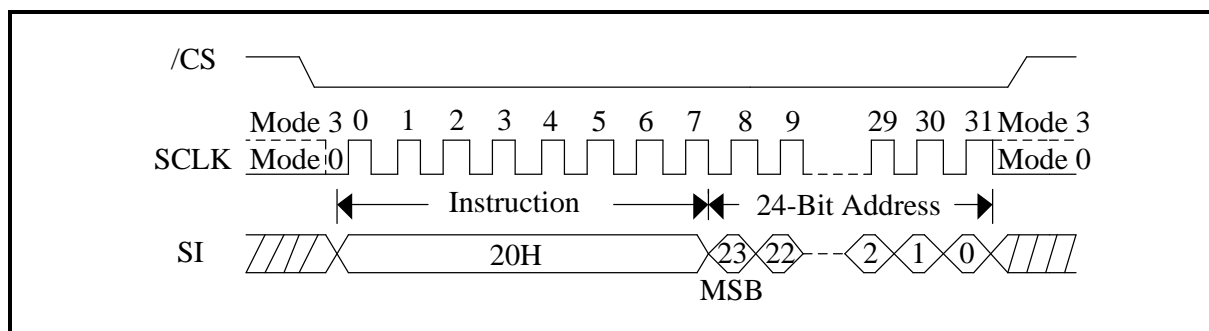 /CS
Mode 3 0 1 2 3 4 5 6 7 8 9 29 30 31 Mode 3
SCLK Mode 0 Mode 0
Instruction 24-Bit Address
SI 20H 23 22 2 1 0
MSB